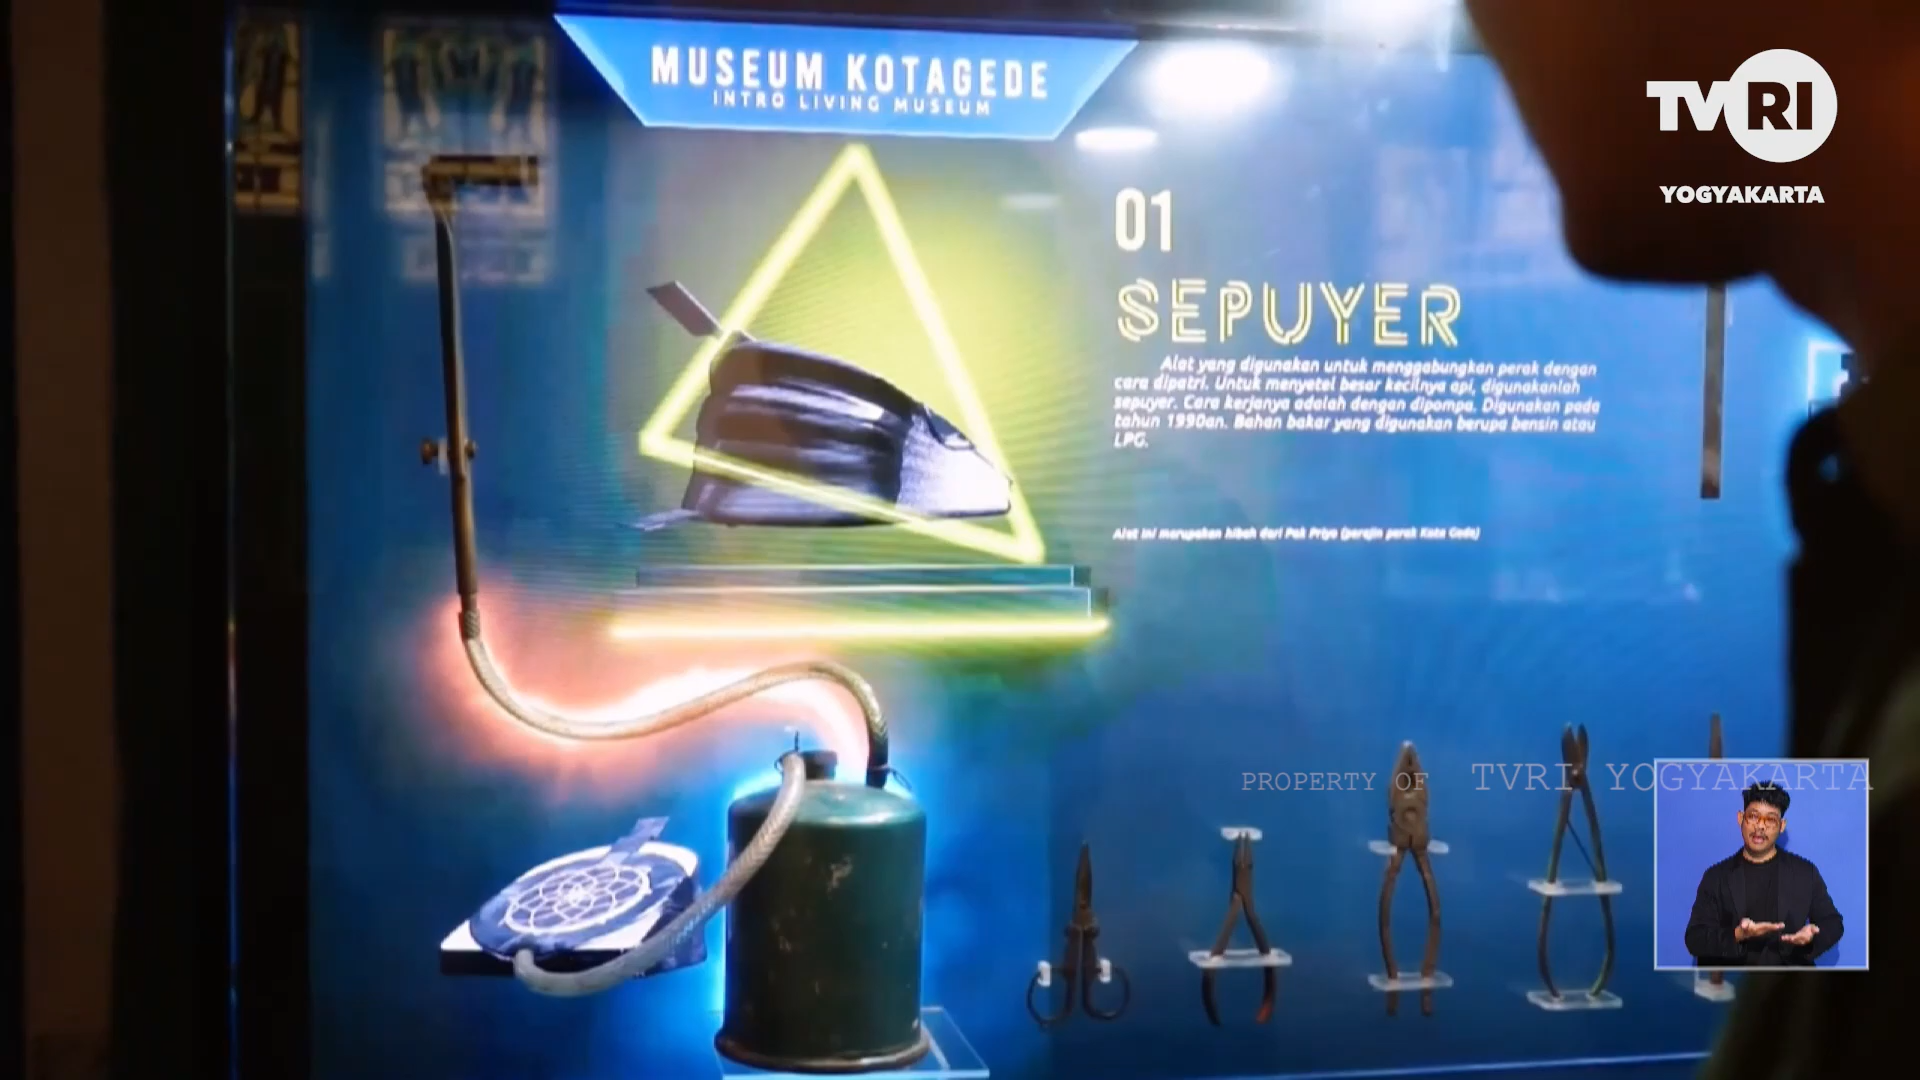 MUSEUM KOTAGEDE
INTRO LIVING MUSEUM
TVRI
YOGYAKARTA
01
SEPUYER
Alat yang digunakan untuk menggabungkan perak dengan
cara dipatri. Untuk menyetel besar kecilnya api, digunakanlah
sepuyer. Cara kerjanya adalah dengan dipompa. Digunakan pada
tahun 1990an. Bahan bakar yang digunakan berupa bensin atau
LPG.
Alat ini merupakan hibah dari Pak Priyo (perajin perak Kota Gede)
PROPERTY OF TVRI YOGYAKARTA